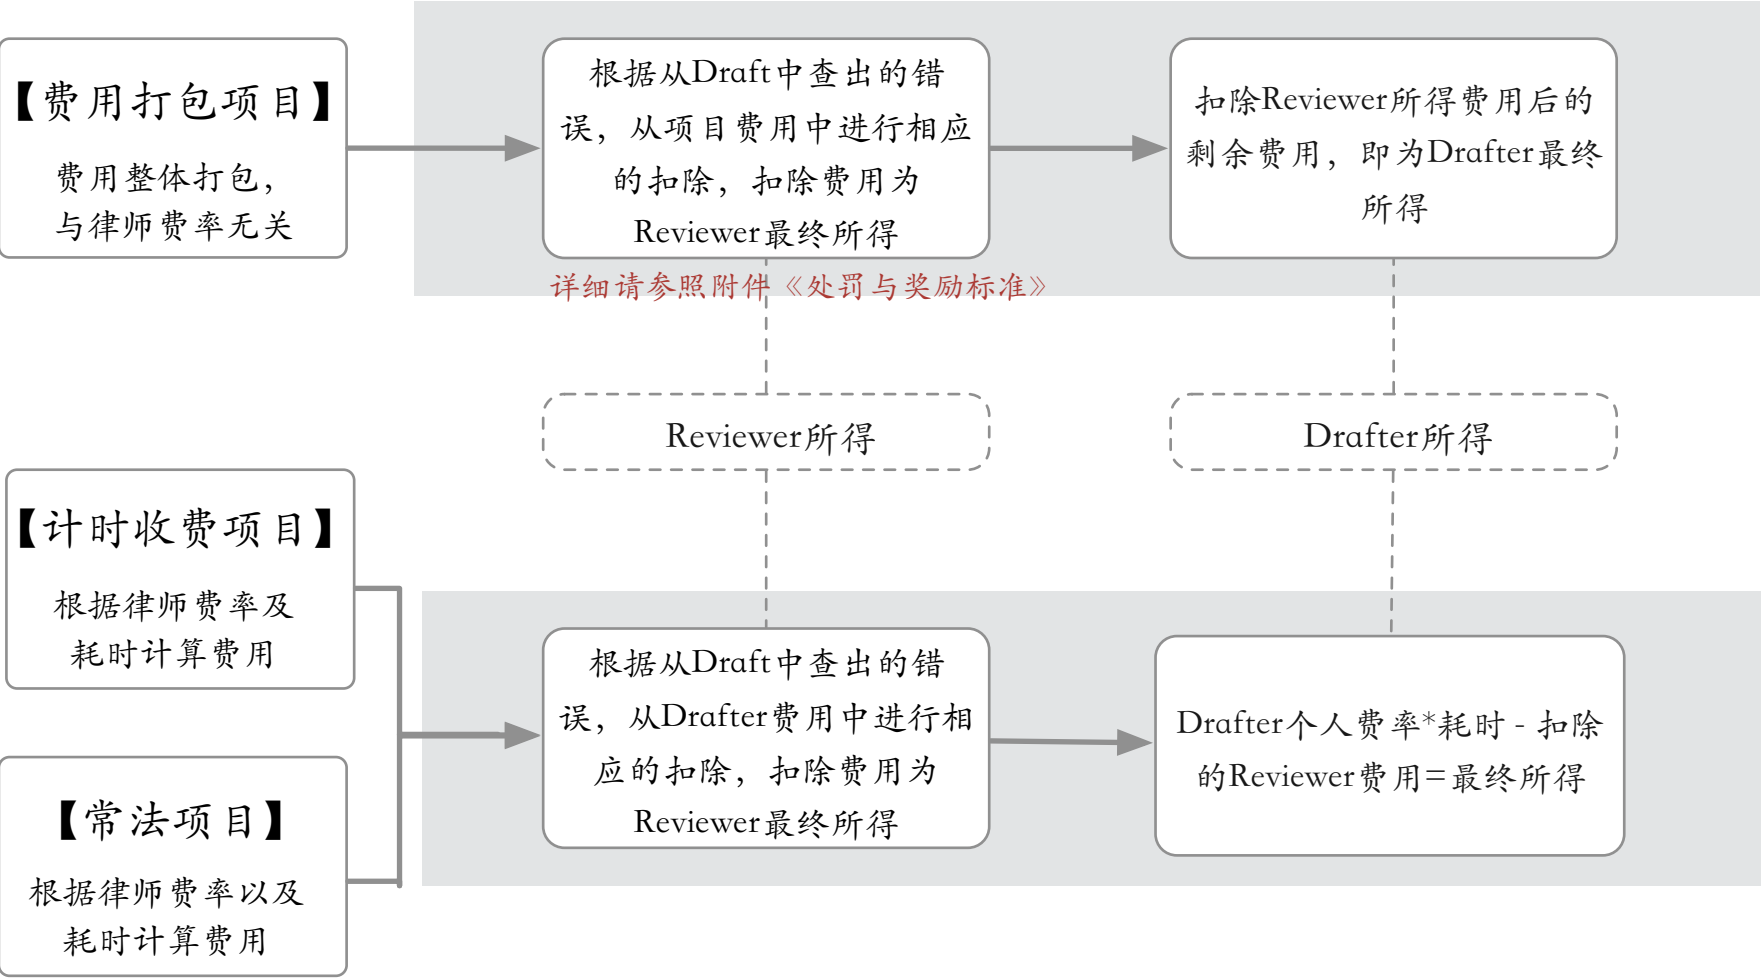 【费用打包项目】
费用整体打包，
与律师费率无关
根据从Draft中查出的错
误，从项目费用中进行相应
的扣除，扣除费用为
Reviewer最终所得
扣除Reviewer所得费用后的
剩余费用，即为Drafter最终
所得
详细请参照附件《处罚与奖励标准》
Reviewer所得
Drafter所得
【计时收费项目】
根据律师费率及
耗时计算费用
【常法项目】
根据律师费率以及
耗时计算费用
根据从Draft中查出的错
误，从Drafter费用中进行相
应的扣除，扣除费用为
Reviewer最终所得
Drafter个人费率*耗时 - 扣除
的Reviewer费用=最终所得